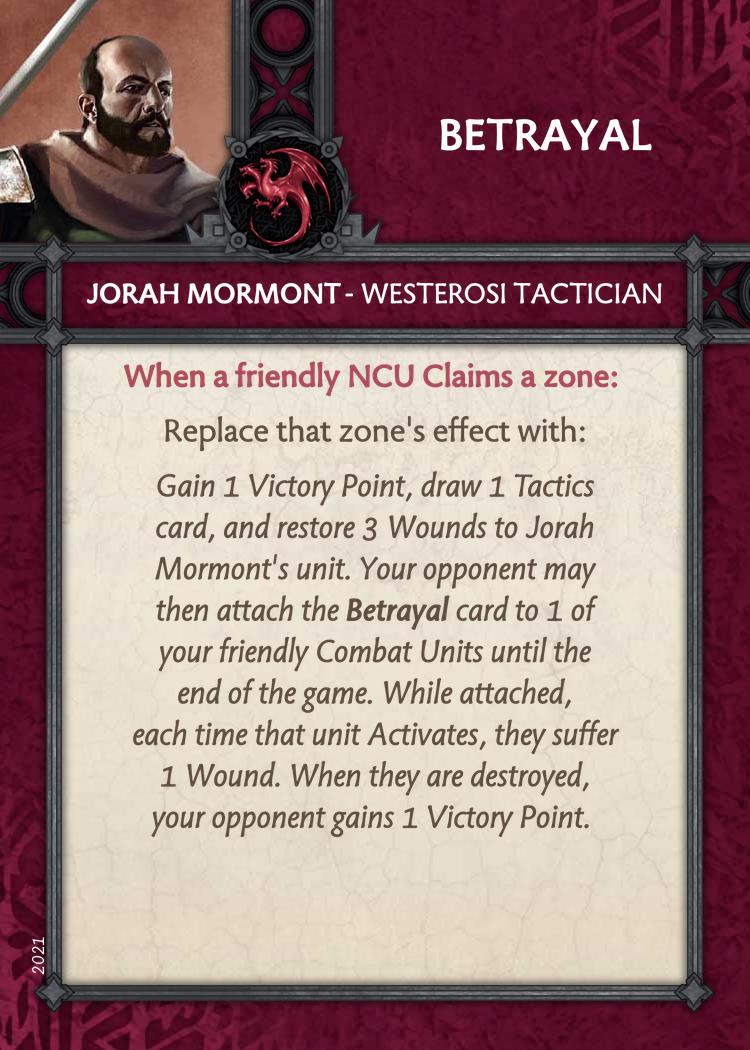 BETRAYAL
JORAH MORMONT - WESTEROSI TACTICIAN
When a friendly NCU Claims a zone:
Replace that zone's effect with:
Gain 1 Victory Point, draw 1 Tactics
card, and restore 3 Wounds to Jorah
Mormont's unit. Your opponent may
then attach the Betrayal card to 1 of
your friendly Combat Units until the
end of the game. While attached,
each time that unit Activates, they suffer
1 Wound. When they are destroyed,
your opponent gains 1 Victory Point.
2021